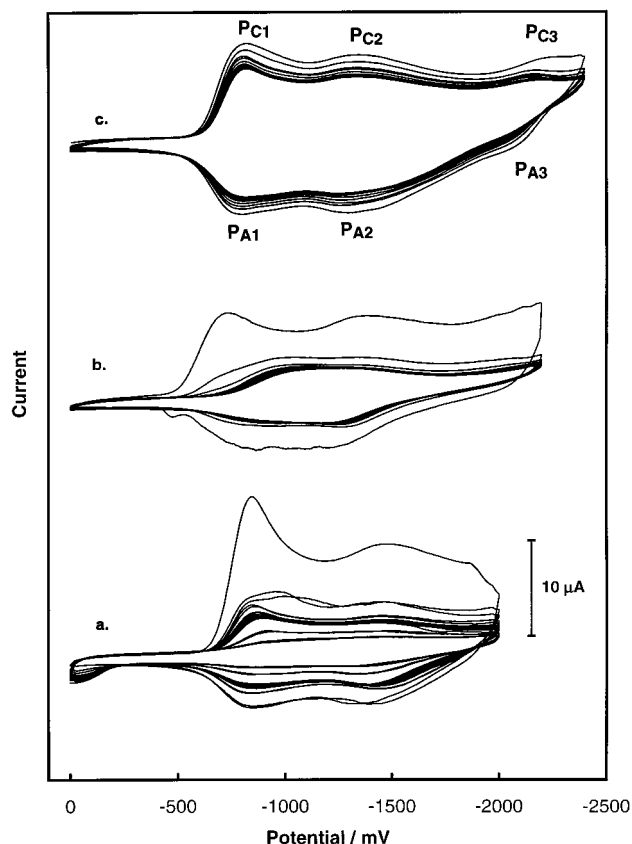 PC1
PC2
PC3
c.
PA3
PA1
PA2
b.
Current
10 µA
a.
0
-500
-1000
-1500
-2000
-2500
Potential / mV